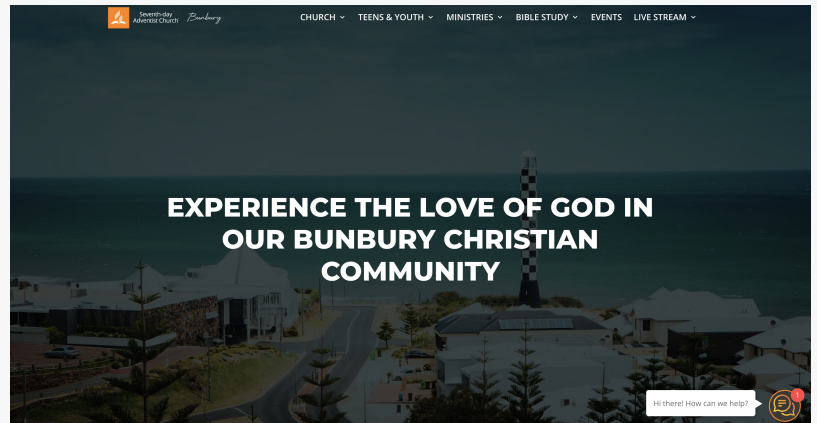 Seventh-day
Adventist Church
Bunbury
CHURCH
TEENS & YOUTH
MINISTRIES
BIBLE STUDY
EVENTS
LIVE STREAM
EXPERIENCE THE LOVE OF GOD IN
OUR BUNBURY CHRISTIAN
COMMUNITY
Hi there! How can we help?
1